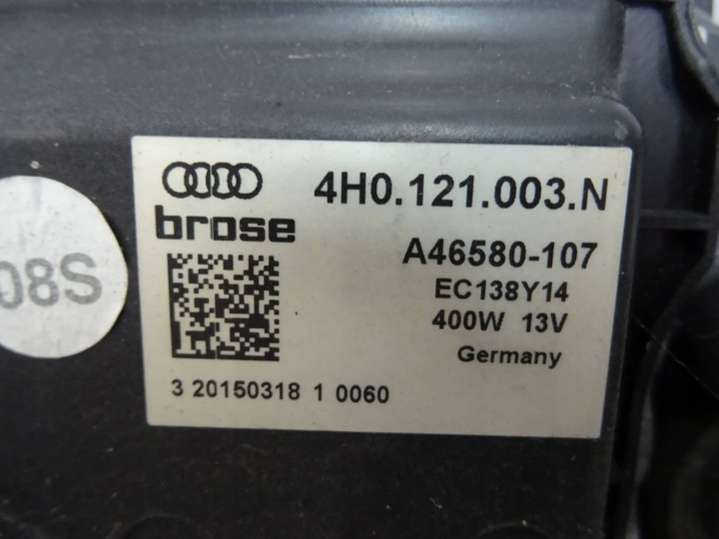 4H0.121.003.N
brose
A46580-107
EC138Y14
400W 13V
Germany
3 20150318 1 0060
08S